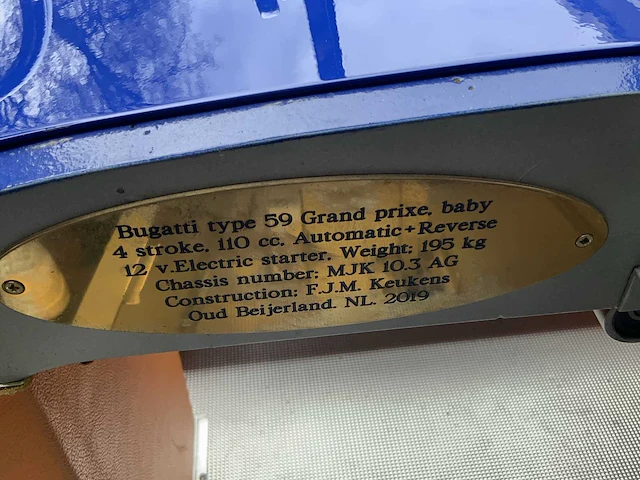 Bugatti type 59 Grand prixe, baby
4 stroke. 110 cc. Automatic+Reverse
12 v.Electric starter. Weight: 195 kg
Chassis number: MJK 10.3 AG
Construction: F.J.M. Keukens
Oud Beijerland. NL. 2019